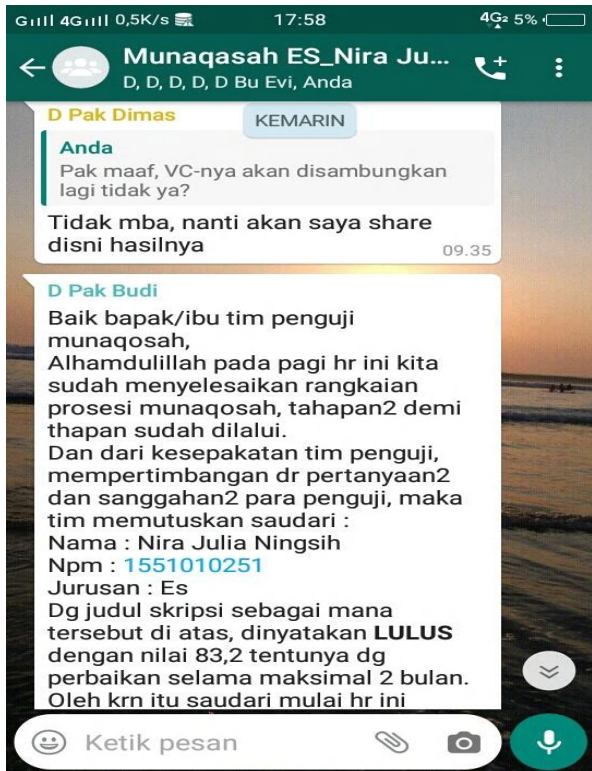 4G 0,5K/s 17:58 4G 5%
Munaqasah ES_Nira Ju...
D, D, D, D, D Bu Evi, Anda
D Pak Dimas
KEMARIN
Anda
Pak maaf, VC-nya akan disambungkan
lagi tidak ya?
Tidak mba, nanti akan saya share
disni hasilnya
09.35
D Pak Budi
Baik bapak/ibu tim penguji
munaqosah,
Alhamdulillah pada pagi hr ini kita
sudah menyelesaikan rangkaian
prosesi munaqosah, tahapan2 demi
thapan sudah dilalui.
Dan dari kesepakatan tim penguji,
mempertimbangan dr pertanyaan2
dan sanggahan2 para penguji, maka
tim memutuskan saudari :
Nama : Nira Julia Ningsih
Npm : 1551010251
Jurusan : Es
Dg judul skripsi sebagai mana
tersebut di atas, dinyatakan LULUS
dengan nilai 83,2 tentunya dg
perbaikan selama maksimal 2 bulan.
Oleh krn itu saudari mulai hr ini
Ketik pesan